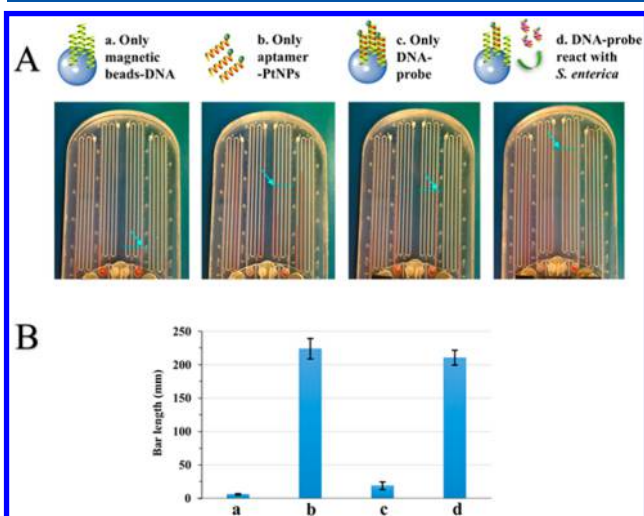 A
a. Only
magnetic
beads-DNA
b. Only
aptamer
-PtNPs
c. Only
DNA-
probe
d. DNA-probe
react with
S. enterica
B
Bar length (mm)
250
200
150
100
50
0
a
b
c
d